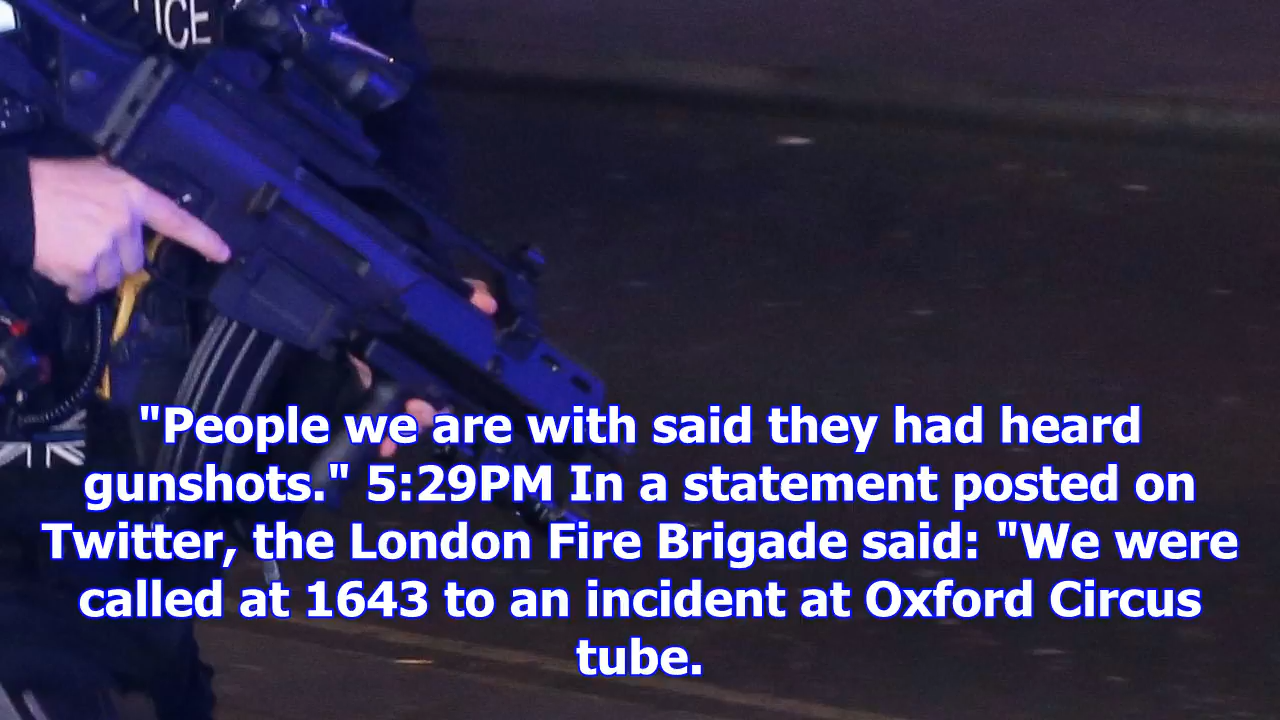 ICE
"People we are with said they had heard
gunshots." 5:29PM In a statement posted on
Twitter, the London Fire Brigade said: "We were
called at 1643 to an incident at Oxford Circus
tube.